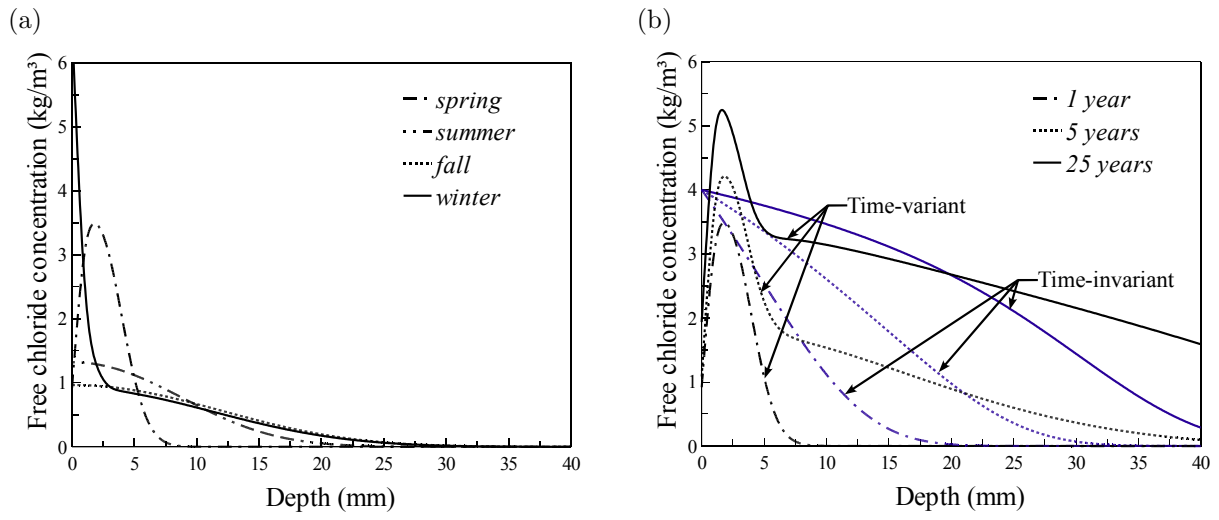 (a)
Free chloride concentration (kg/m³)
6
5
4
3
2
1
0
0 5 10 15 20 25 30 35 40
Depth (mm)
spring
summer
fall
winter
(b)
Free chloride concentration (kg/m³)
6
5
4
3
2
1
0
0 5 10 15 20 25 30 35 40
Depth (mm)
1 year
5 years
25 years
Time-variant
Time-invariant